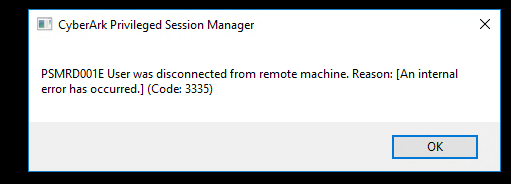 CyberArk Privileged Session Manager
PSMRD001E User was disconnected from remote machine. Reason: [An internal
error has occurred.] (Code: 3335)
OK